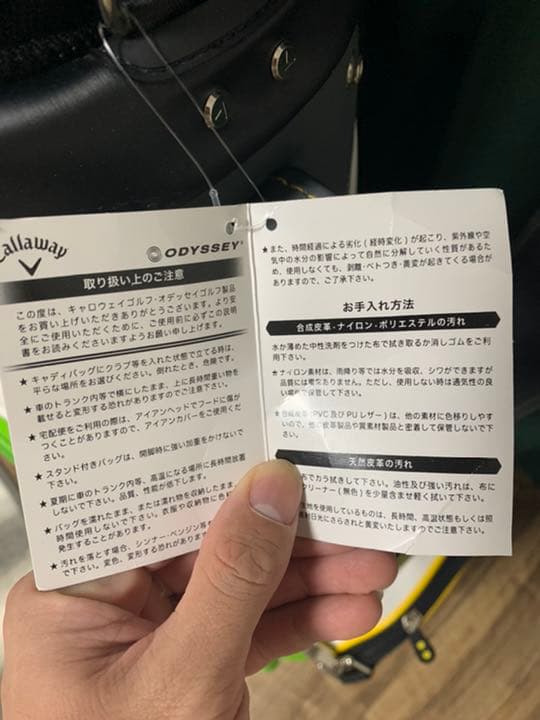 Callaway
ODYSSEY
取り扱い上のご注意
この度は、キャロウェイゴルフ・オデッセイゴルフ製品
をお買い上げいただきありがとうございます。より安
全にご使用いただくために、ご使用前に必ずこの説明
書をお読みくださいますようお願い申し上げます。
★キャディバッグにクラブ等を入れた状態で立てる時は、
平らな場所をお選びください。倒れたとき、危険です。
★車のトランク内等で横にしたまま、上に長時間重い物を
載せると変形する恐れがありますのでご注意下さい。
★宅配便をご利用の際は、アイアンヘッドでフードに傷が
つくことがありますので、アイアンカバーをご使用くだ
さい。
★スタンド付きバッグは、開脚時に強い加重をかけないで
下さい。
★夏期に車のトランク内等、高温になる場所に長時間放置
しないで下さい。品質、性能が低下します。
★バッグを濡れたまま、または濡れ物を収納したまま、
時間使用しないで下さい。衣服や収納物に色移
発生することがあります。
★汚れを落とす場合、シンナー・ベンジン等
で下さい。変色、変形する恐れがあります
★また、時間経過による劣化(経時変化)が起こり、紫外線や空
気中の水分の影響によって自然に分解していく性質があるた
め、使用しなくても、剥離・ベトつき・黄変が起きてくる場合が
ありますので、ご了承下さい。
お手入れ方法
合成皮革・ナイロン・ポリエステルの汚れ
水か薄めた中性洗剤をつけた布で拭き取るか消しゴムをご利
用下さい。
★ナイロン素材は、雨降り等では水分を吸収、シワができますが
品質には ありません。ただし、使用しない時は通気性の良
い場所で保管して下さい。
★合成皮革(PVC及びPUレザー)は、他の素材に色移りしやす
いので、他の皮革製品や異素材製品と密着して保管しないで下
さい。
天然皮革の汚れ
布でカラ拭きして下さい。油性及び強い汚れは、布に
クリーナー(無色)を少量含ませ軽く拭いて下さい。
を使用しているものは、長時間、高温状態もしくは照
射日光にさらされると黄変いたしますのでご注意下さい。